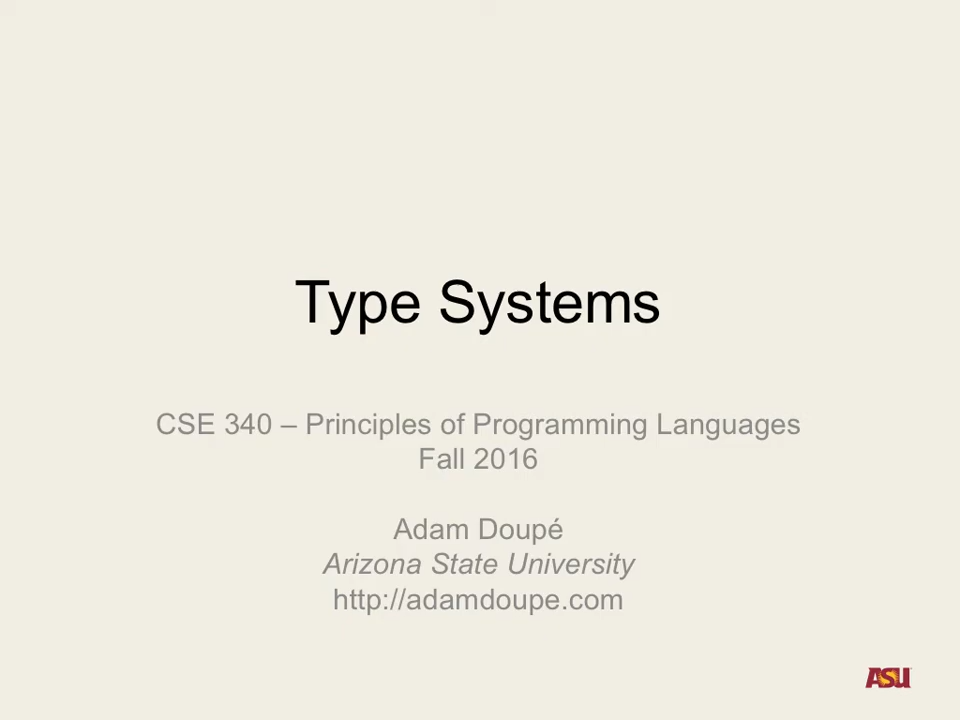 Type Systems
CSE 340 – Principles of Programming Languages
Fall 2016
Adam Doupé
Arizona State University
http://adamdoupe.com
ASU